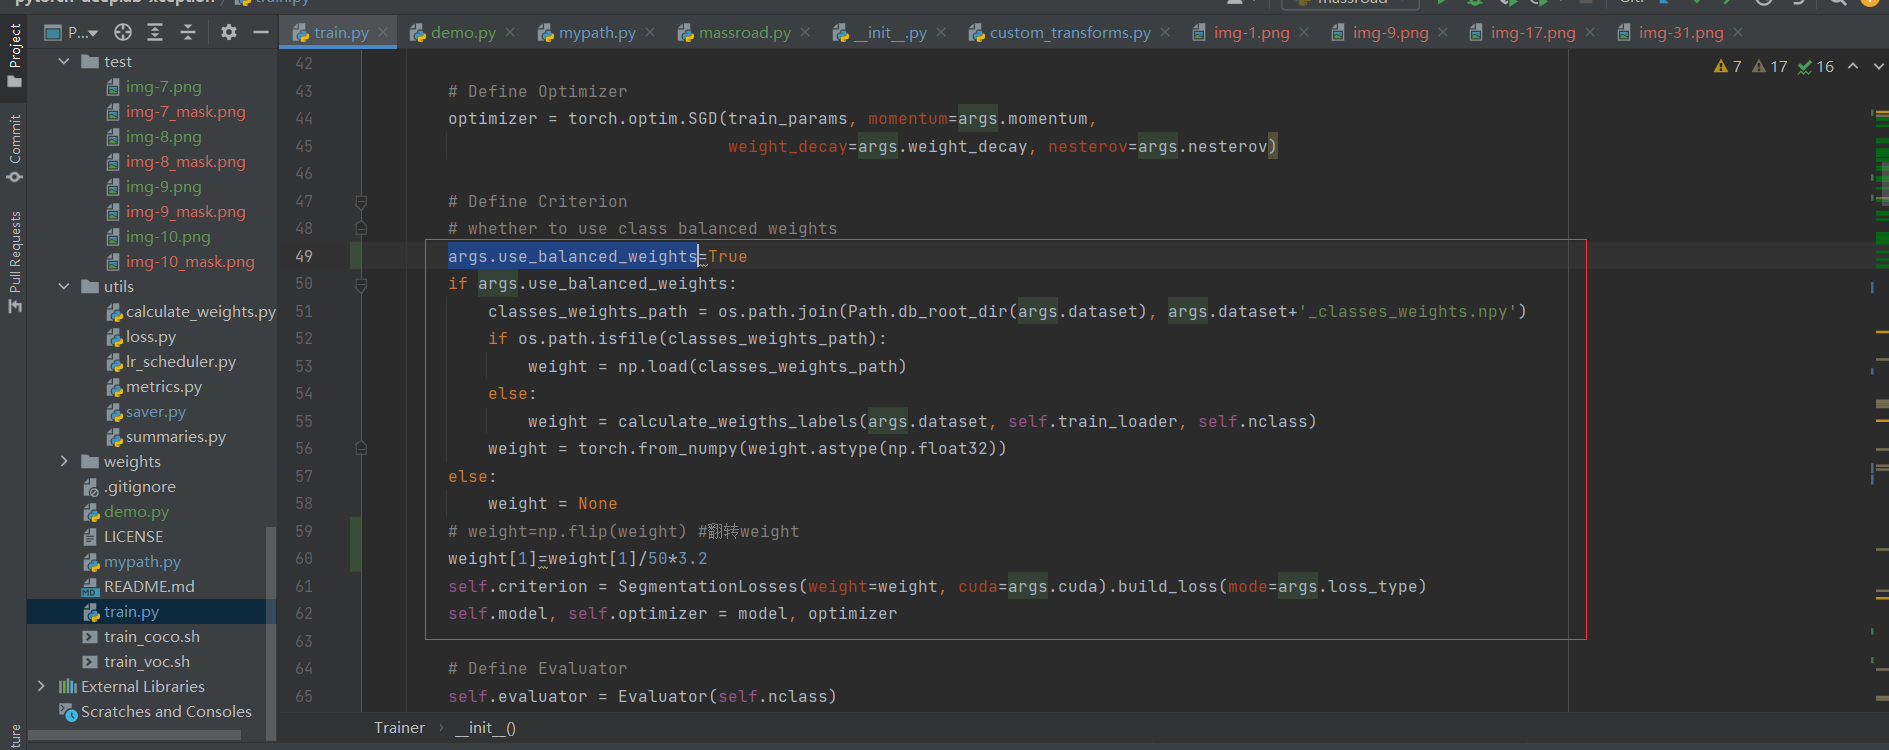 train.py
massroad
Project
Commit
Pull Requests
P...
train.py
demo.py
mypath.py
massroad.py
__init__.py
custom_transforms.py
img-1.png
img-9.png
img-17.png
img-31.png
7 17 16
test
img-7.png
img-7_mask.png
img-8.png
img-8_mask.png
img-9.png
img-9_mask.png
img-10.png
img-10_mask.png
utils
calculate_weights.py
loss.py
lr_scheduler.py
metrics.py
saver.py
summaries.py
weights
.gitignore
demo.py
LICENSE
mypath.py
README.md
train.py
train_coco.sh
train_voc.sh
External Libraries
Scratches and Consoles
42
43 # Define Optimizer
44 optimizer = torch.optim.SGD(train_params, momentum=args.momentum,
45 weight_decay=args.weight_decay, nesterov=args.nesterov)
46
47 # Define Criterion
48 # whether to use class balanced weights
49 args.use_balanced_weights=True
50 if args.use_balanced_weights:
51 classes_weights_path = os.path.join(Path.db_root_dir(args.dataset), args.dataset+'_classes_weights.npy')
52 if os.path.isfile(classes_weights_path):
53 weight = np.load(classes_weights_path)
54 else:
55 weight = calculate_weigths_labels(args.dataset, self.train_loader, self.nclass)
56 weight = torch.from_numpy(weight.astype(np.float32))
57 else:
58 weight = None
59 # weight=np.flip(weight) #翻转weight
60 weight[1]=weight[1]/50*3.2
61 self.criterion = SegmentationLosses(weight=weight, cuda=args.cuda).build_loss(mode=args.loss_type)
62 self.model, self.optimizer = model, optimizer
63
64 # Define Evaluator
65 self.evaluator = Evaluator(self.nclass)
Trainer › __init__()